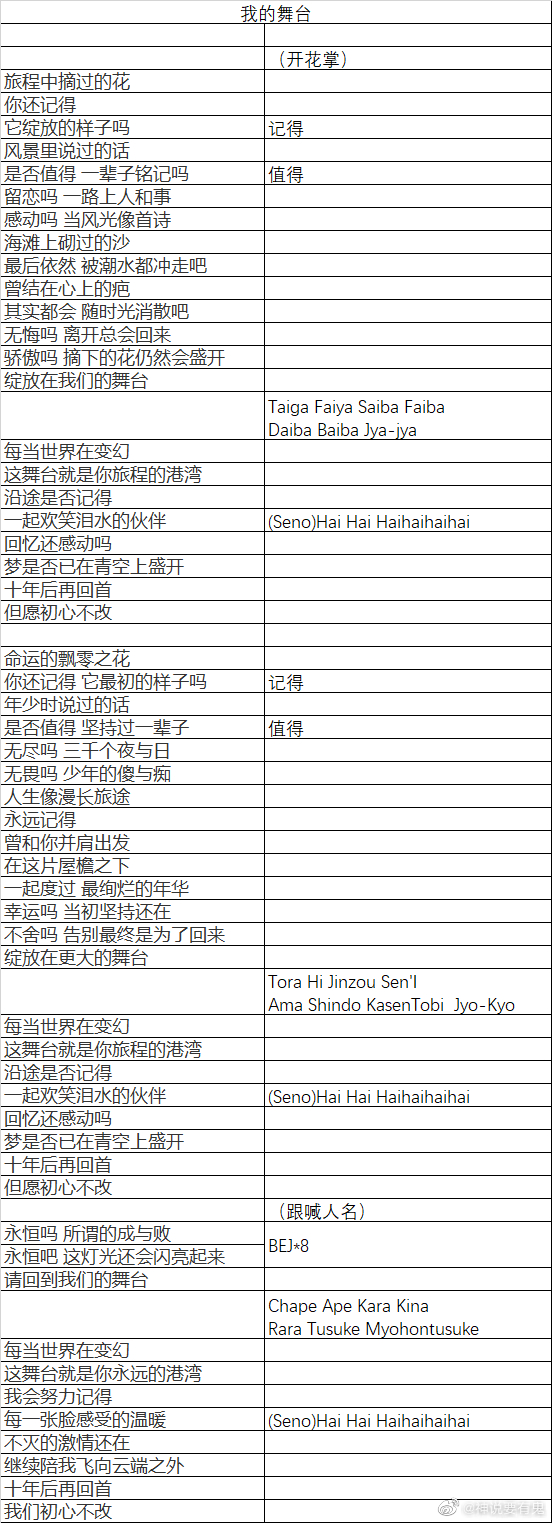 我的舞台
（开花掌）
旅程中摘过的花
你还记得
它绽放的样子吗 记得
风景里说过的话
是否值得 一辈子铭记吗 值得
留恋吗 一路上人和事
感动吗 当风光像首诗
海滩上砌过的沙
最后依然 被潮水都冲走吧
曾结在心上的疤
其实都会 随时光消散吧
无悔吗 离开总会回来
骄傲吗 摘下的花仍然会盛开
绽放在我们的舞台
Taiga Faiya Saiba Faiba
Daiba Baiba Jya-jya
每当世界在变幻
这舞台就是你旅程的港湾
沿途是否记得
一起欢笑泪水的伙伴 (Seno)Hai Hai Haihaihaihai
回忆还感动吗
梦是否已在青空上盛开
十年后再回首
但愿初心不改
命运的飘零之花
你还记得 它最初的样子吗 记得
年少时说过的话
是否值得 坚持过一辈子 值得
无尽吗 三千个夜与日
无畏吗 少年的傻与痴
人生像漫长旅途
永远记得
曾和你并肩出发
在这片屋檐之下
一起度过 最绚烂的年华
幸运吗 当初坚持还在
不舍吗 告别最终是为了回来
绽放在更大的舞台
Tora Hi Jinzou Sen'I
Ama Shindo KasenTobi Jyo-Kyo
每当世界在变幻
这舞台就是你旅程的港湾
沿途是否记得
一起欢笑泪水的伙伴 (Seno)Hai Hai Haihaihaihai
回忆还感动吗
梦是否已在青空上盛开
十年后再回首
但愿初心不改
（跟喊人名）
永恒吗 所谓的成与败
BEJ*8
永恒吧 这灯光还会闪亮起来
请回到我们的舞台
Chape Ape Kara Kina
Rara Tusuke Myohontusuke
每当世界在变幻
这舞台就是你永远的港湾
我会努力记得
每一张脸感受的温暖 (Seno)Hai Hai Haihaihaihai
不灭的激情还在
继续陪我飞向云端之外
十年后再回首
我们初心不改